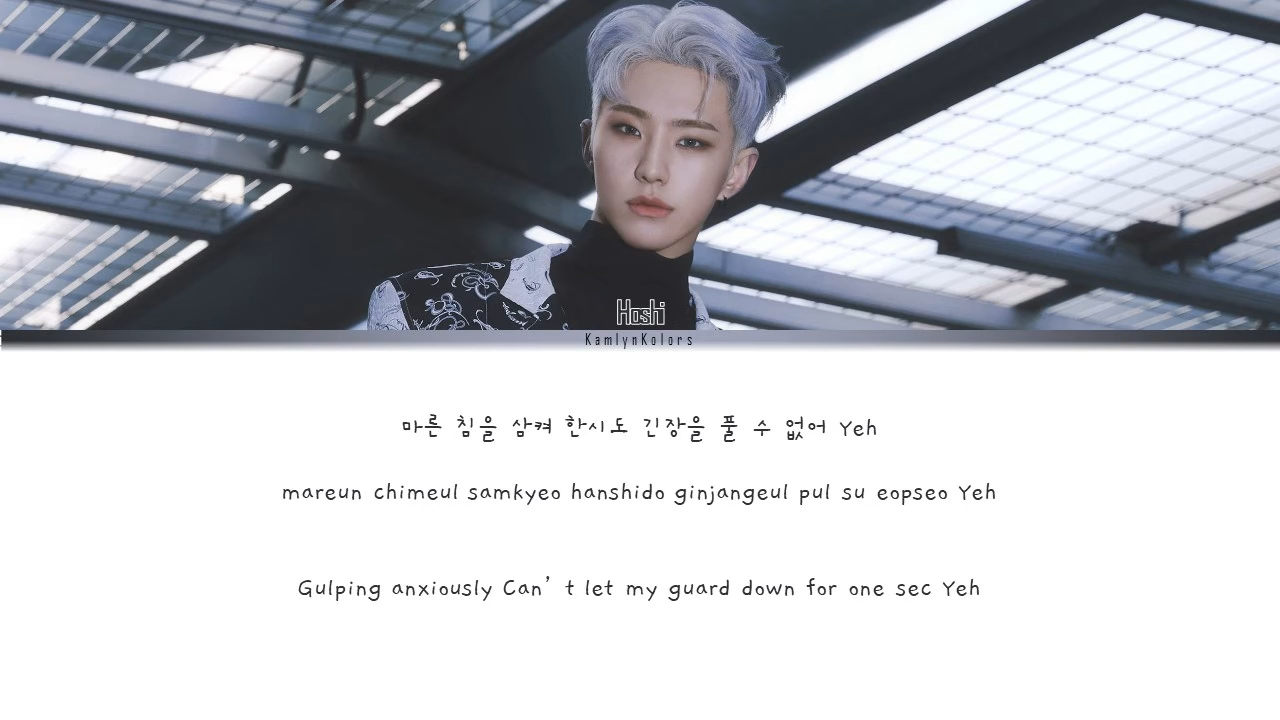 Hoshi
KamlynKolors
마른 침을 삼켜 한시도 긴장을 풀 수 없어 Yeh
mareun chimeul samkyeo hanshido ginjangeul pul su eopseo Yeh
Gulping anxiously Can’t let my guard down for one sec Yeh